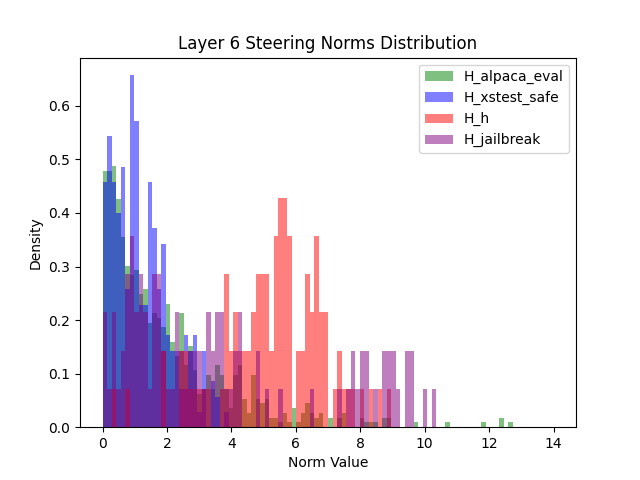 Layer 6 Steering Norms Distribution
H_alpaca_eval
H_xstest_safe
H_h
H_jailbreak
Density
0.6
0.5
0.4
0.3
0.2
0.1
0.0
0 2 4 6 8 10 12 14
Norm Value